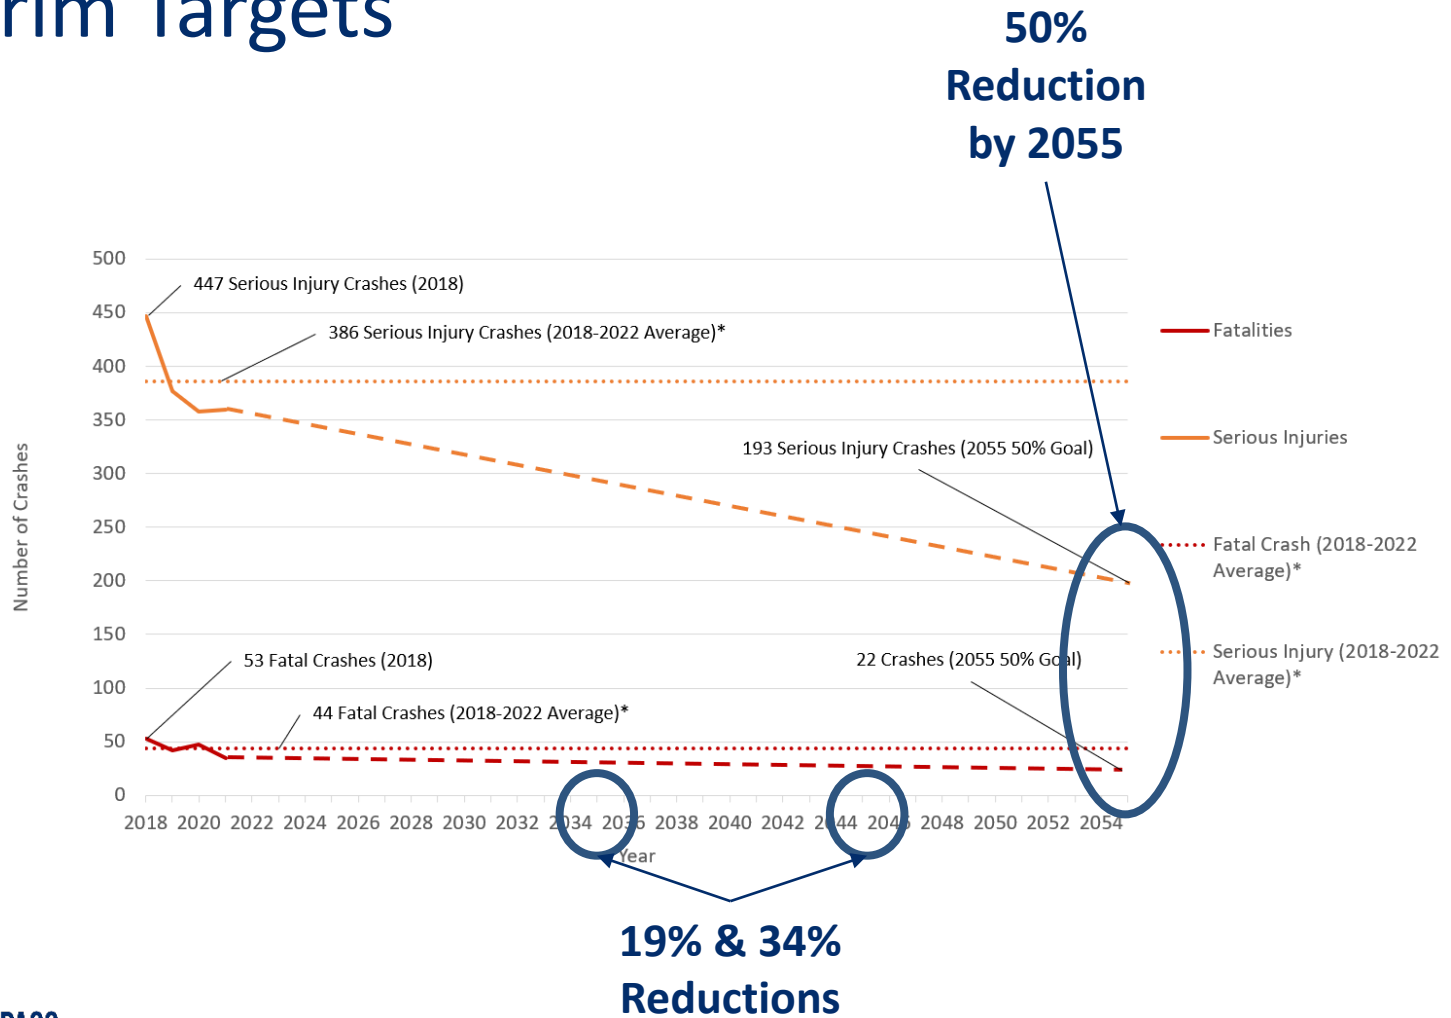 rim Targets
50%
Reduction
by 2055
500
450
400
350
300
250
200
150
100
50
0
Number of Crashes
447 Serious Injury Crashes (2018)
386 Serious Injury Crashes (2018-2022 Average)*
193 Serious Injury Crashes (2055 50% Goal)
53 Fatal Crashes (2018)
22 Crashes (2055 50% Goal)
44 Fatal Crashes (2018-2022 Average)*
2018 2020 2022 2024 2026 2028 2030 2032 2034 2036 2038 2040 2042 2044 2046 2048 2050 2052 2054
Year
Fatalities
Serious Injuries
Fatal Crash (2018-2022
Average)*
Serious Injury (2018-2022
Average)*
19% & 34%
Reductions